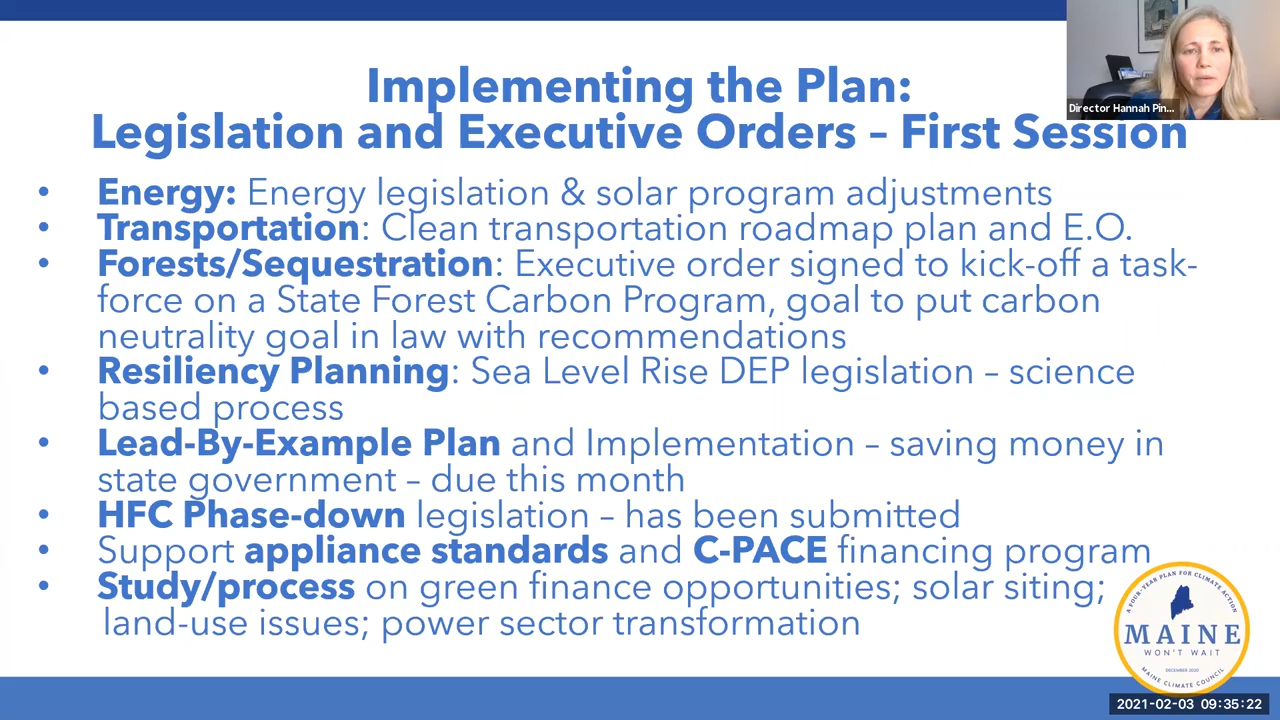 Implementing the Plan:
Legislation and Executive Orders – First Session
Director Hannah Pin...
• Energy: Energy legislation & solar program adjustments
• Transportation: Clean transportation roadmap plan and E.O.
• Forests/Sequestration: Executive order signed to kick-off a task-
force on a State Forest Carbon Program, goal to put carbon
neutrality goal in law with recommendations
• Resiliency Planning: Sea Level Rise DEP legislation – science
based process
• Lead-By-Example Plan and Implementation – saving money in
state government – due this month
• HFC Phase-down legislation – has been submitted
• Support appliance standards and C-PACE financing program
• Study/process on green finance opportunities; solar siting;
land-use issues; power sector transformation
A FOUR-YEAR PLAN FOR CLIMATE ACTION
MAINE
WON'T WAIT
DECEMBER 2020
MAINE CLIMATE COUNCIL
2021-02-03 09:35:22